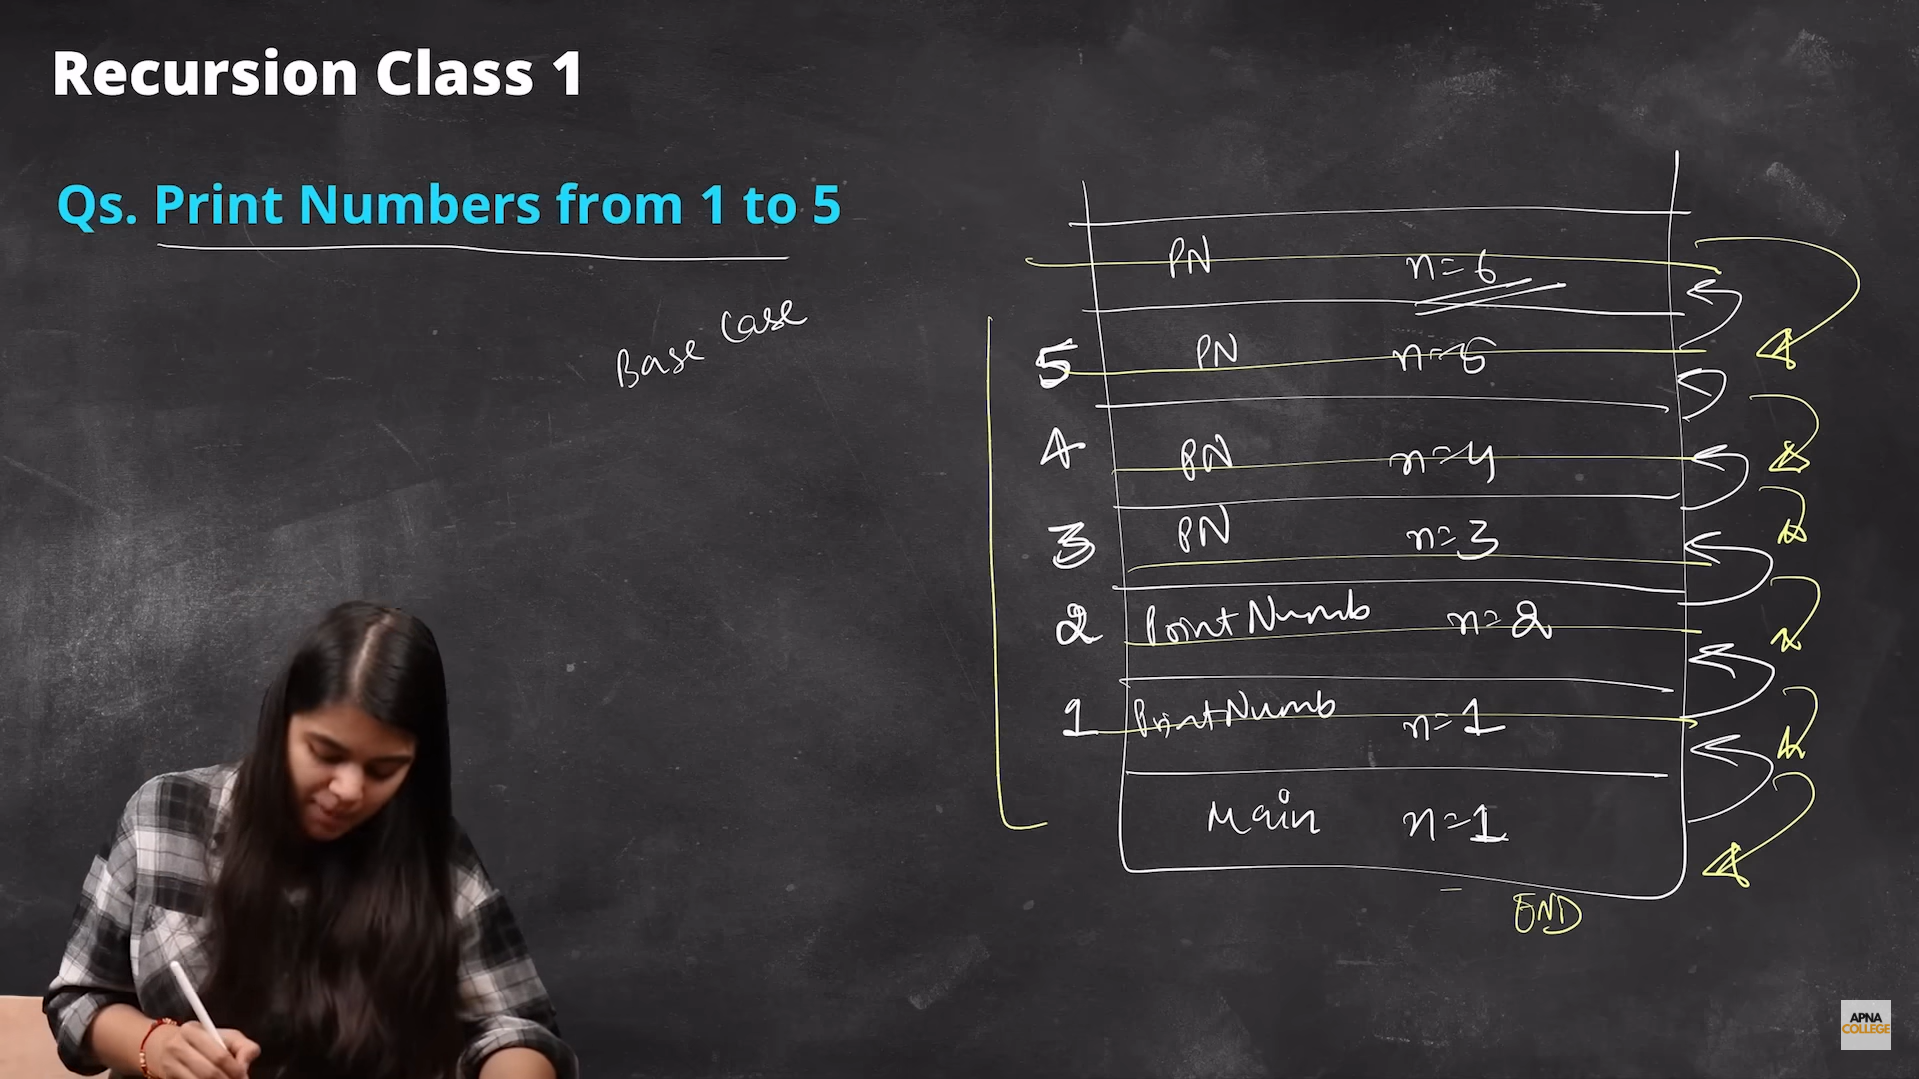 Recursion Class 1
Qs. Print Numbers from 1 to 5
Base Case
PN n=6
5 PN n=5
4 PN n=4
3 PN n=3
2 PrintNumb n=2
1 PrintNumb n=1
Main n=1
END
APNA
COLLEGE